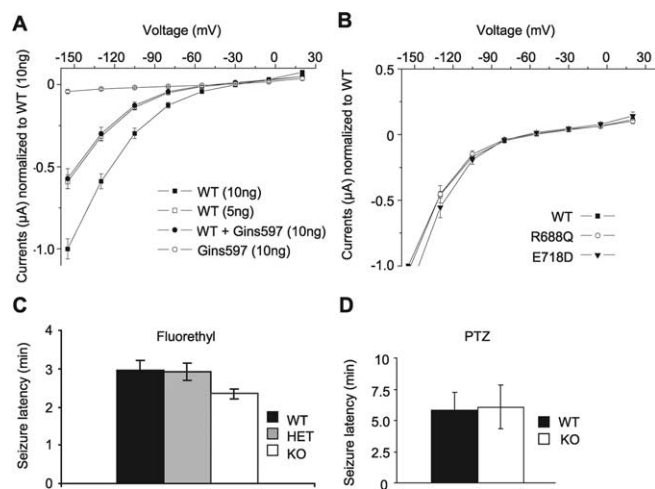 A
Voltage (mV)
-150 -120 -90 -60 -30 0 30
0
-0.5
-1.0
Currents (µA) normalized to WT (10ng)
WT (10ng)
WT (5ng)
WT + Gins597 (10ng)
Gins597 (10ng)
B
Voltage (mV)
-150 -120 -90 -60 -30 0 30
0.5
0
-0.5
-1.0
Currents (µA) normalized to WT
WT
R688Q
E718D
C
Fluorethyl
Seizure latency (min)
4
3
2
1
0
WT
HET
KO
D
PTZ
Seizure latency (min)
10
7.5
5.0
2.5
0
WT
KO